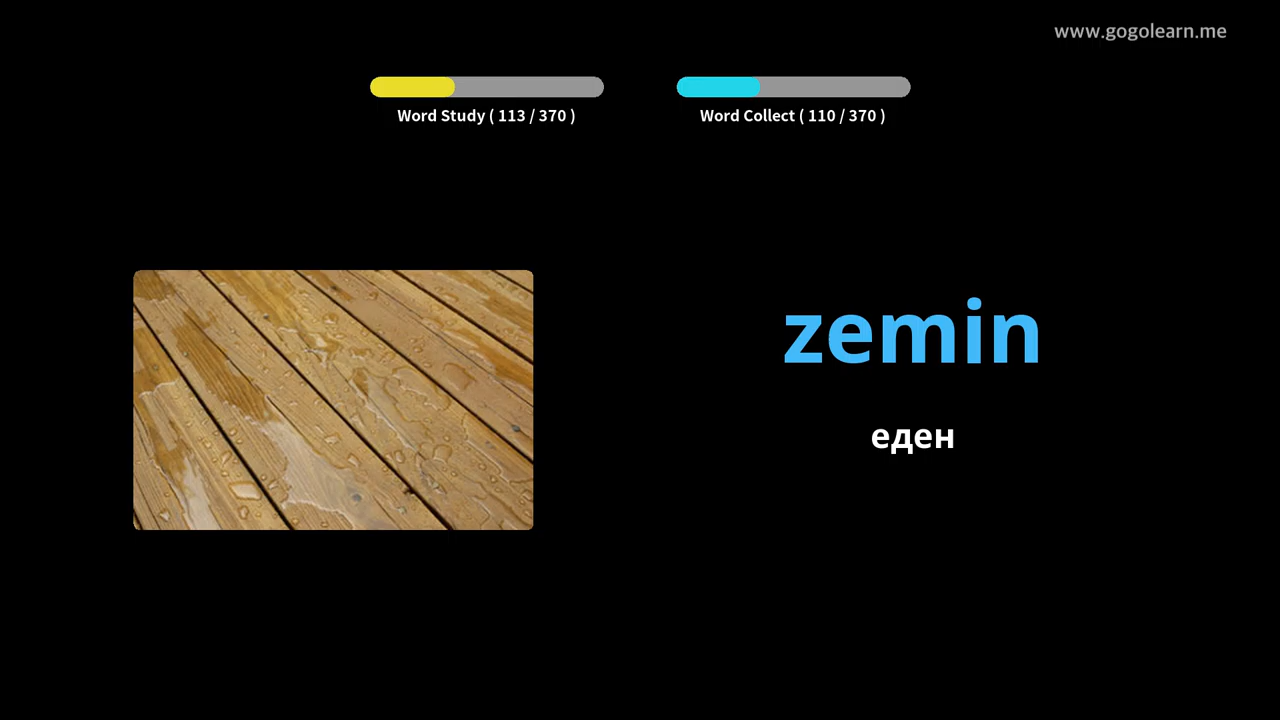 www.gogolearn.me
Word Study ( 113 / 370 )
Word Collect ( 110 / 370 )
zemin
еден